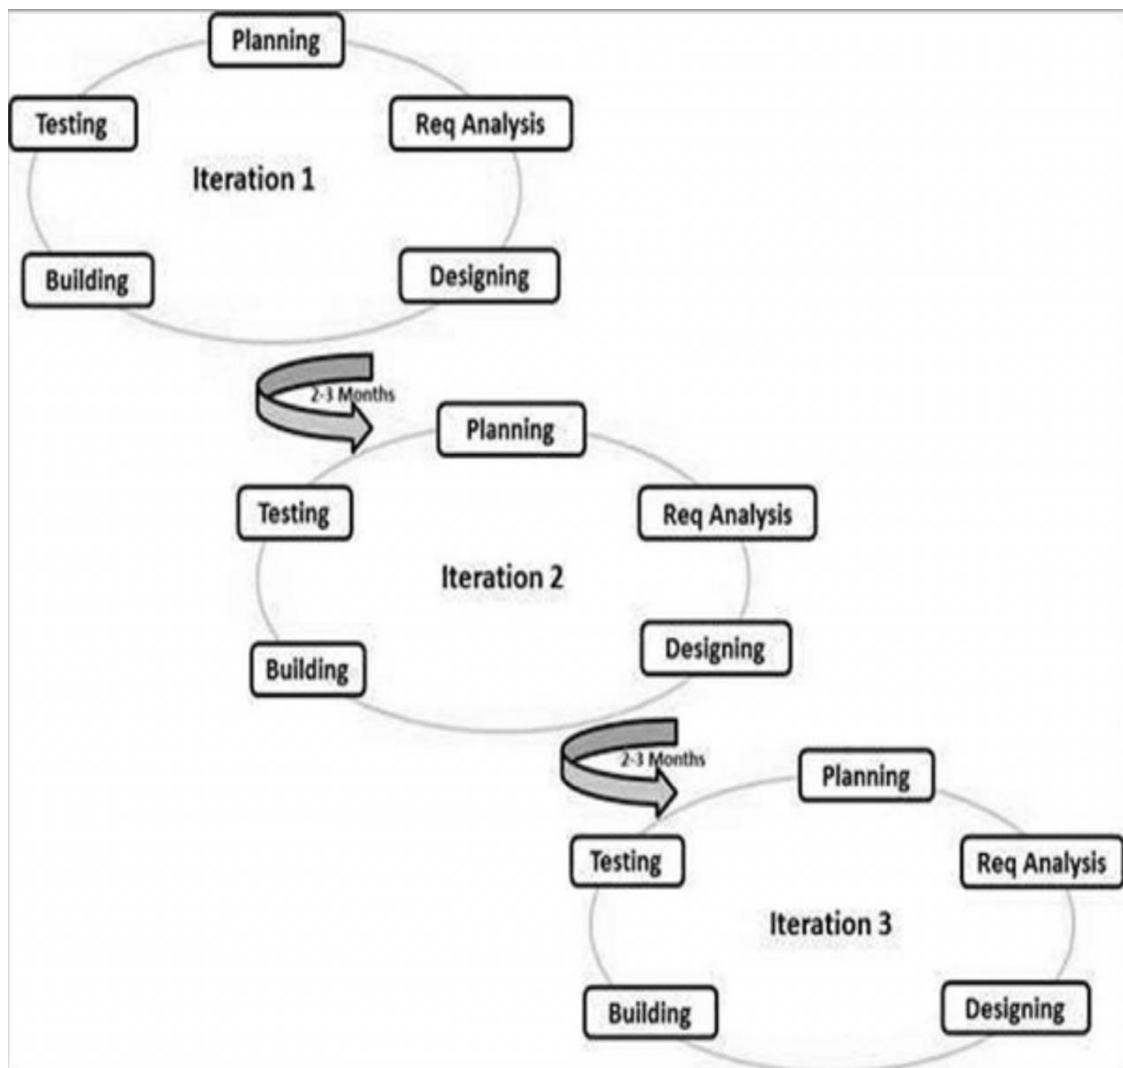 Planning
Testing
Req Analysis
Iteration 1
Building
Designing
2-3 Months
Planning
Testing
Req Analysis
Iteration 2
Building
Designing
2-3 Months
Planning
Testing
Req Analysis
Iteration 3
Building
Designing